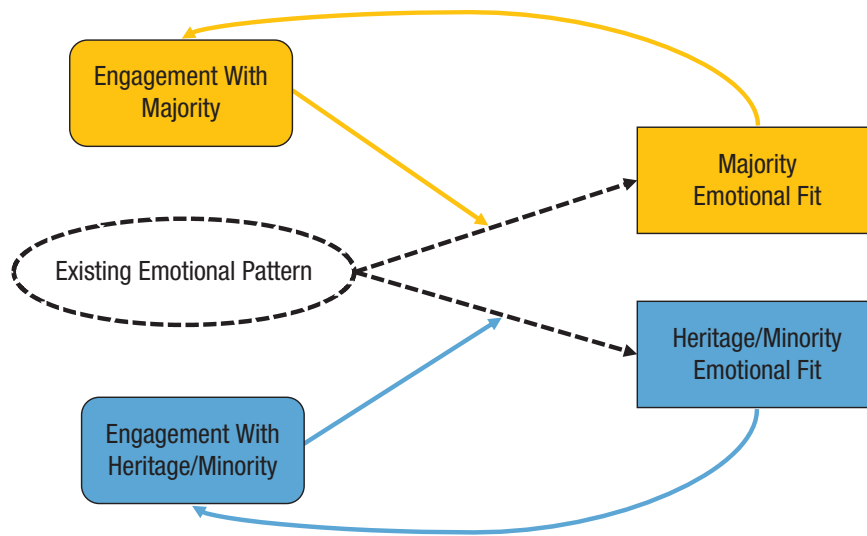 Engagement With
Majority
Majority
Emotional Fit
Existing Emotional Pattern
Heritage/Minority
Emotional Fit
Engagement With
Heritage/Minority